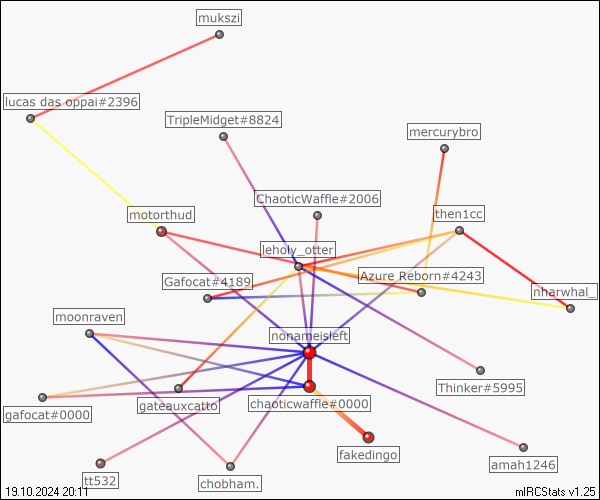 mukszi
lucas das oppai#2396
TripleMidget#8824
mercurybro
ChaoticWaffle#2006
motorthud
then1cc
leholy_otter
Gafocat#4189
Azure Reborn#4243
nharwhal_
moonraven
nonameisleft
Thinker#5995
gafocat#0000
gateauxcatto
chaoticwaffle#0000
fakedingo
amah1246
tt532
chobham.
19.10.2024 20:11
mIRCStats v1.25